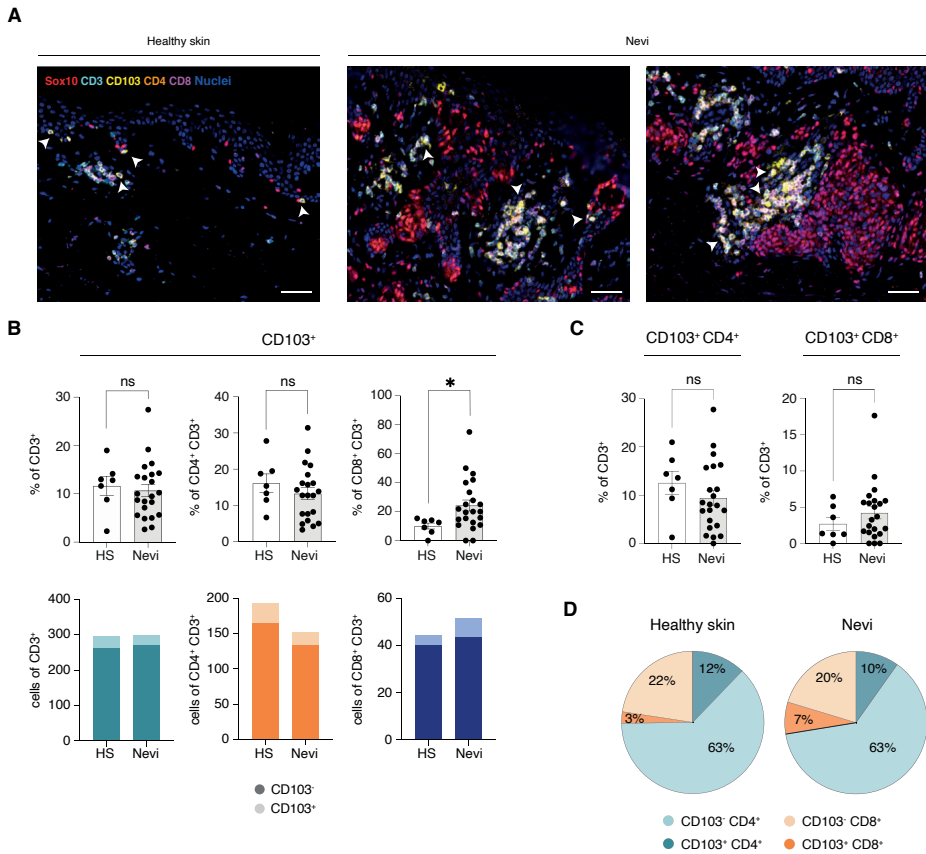 A
Healthy skin
Nevi
Sox10 CD3 CD103 CD4 CD8 Nuclei
B
CD103⁺
ns
ns
*
% of CD3⁺
30
20
10
0
HS Nevi
% of CD4⁺ CD3⁺
40
30
20
10
0
HS Nevi
% of CD8⁺ CD3⁺
100
80
60
40
20
0
HS Nevi
cells of CD3⁺
400
300
200
100
0
HS Nevi
cells of CD4⁺ CD3⁺
200
150
100
50
0
HS Nevi
cells of CD8⁺ CD3⁺
60
40
20
0
HS Nevi
CD103⁻
CD103⁺
C
CD103⁺ CD4⁺
ns
% of CD3⁺
30
20
10
0
HS Nevi
CD103⁺ CD8⁺
ns
% of CD3⁺
20
15
10
5
0
HS Nevi
D
Healthy skin
12%
22%
3%
63%
Nevi
10%
20%
7%
63%
CD103⁻ CD4⁺
CD103⁻ CD8⁺
CD103⁺ CD4⁺
CD103⁺ CD8⁺